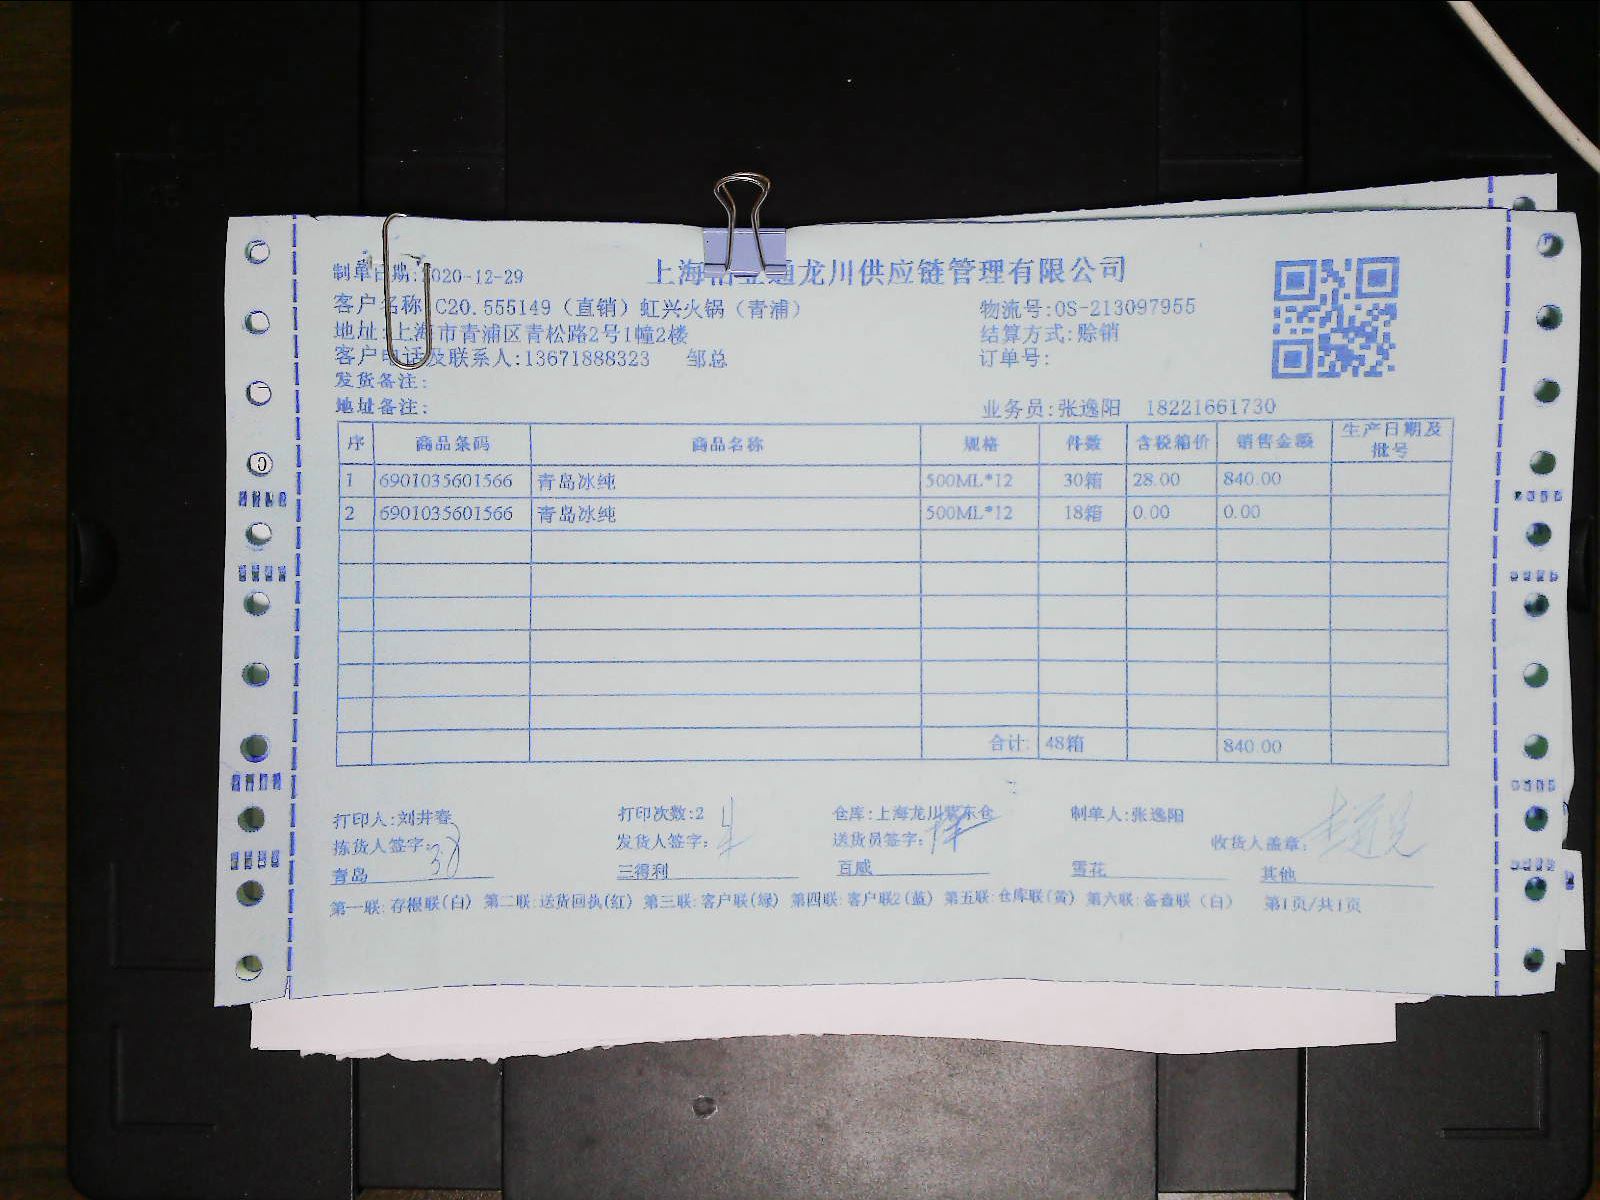 上海 通龙川供应链管理有限公司
制单日期:2020-12-29
客户名称:C20.555149（直销）虹兴火锅（青浦） 物流号:OS-213097955
地址:上海市青浦区青松路2号1幢2楼 结算方式:赊销
客户电话及联系人:13671888323 邹总 订单号:
发货备注:
地址备注: 业务员:张逸阳 18221661730
序 商品条码 商品名称 规格 件数 含税箱价 销售金额 生产日期及批号
1 6901035601566 青岛冰纯 500ML*12 30箱 28.00 840.00
2 6901035601566 青岛冰纯 500ML*12 18箱 0.00 0.00
合计: 48箱 840.00
打印人:刘井春 打印次数:2 仓库:上海龙川紫东仓 制单人:张逸阳
拣货人签字: 发货人签字: 送货员签字: 收货人盖章:
青岛 三得利 百威 雪花 其他
第一联:存根联(白) 第二联:送货回执(红) 第三联:客户联(绿) 第四联:客户联2(蓝) 第五联:仓库联(黄) 第六联:备查联（白） 第1页/共1页